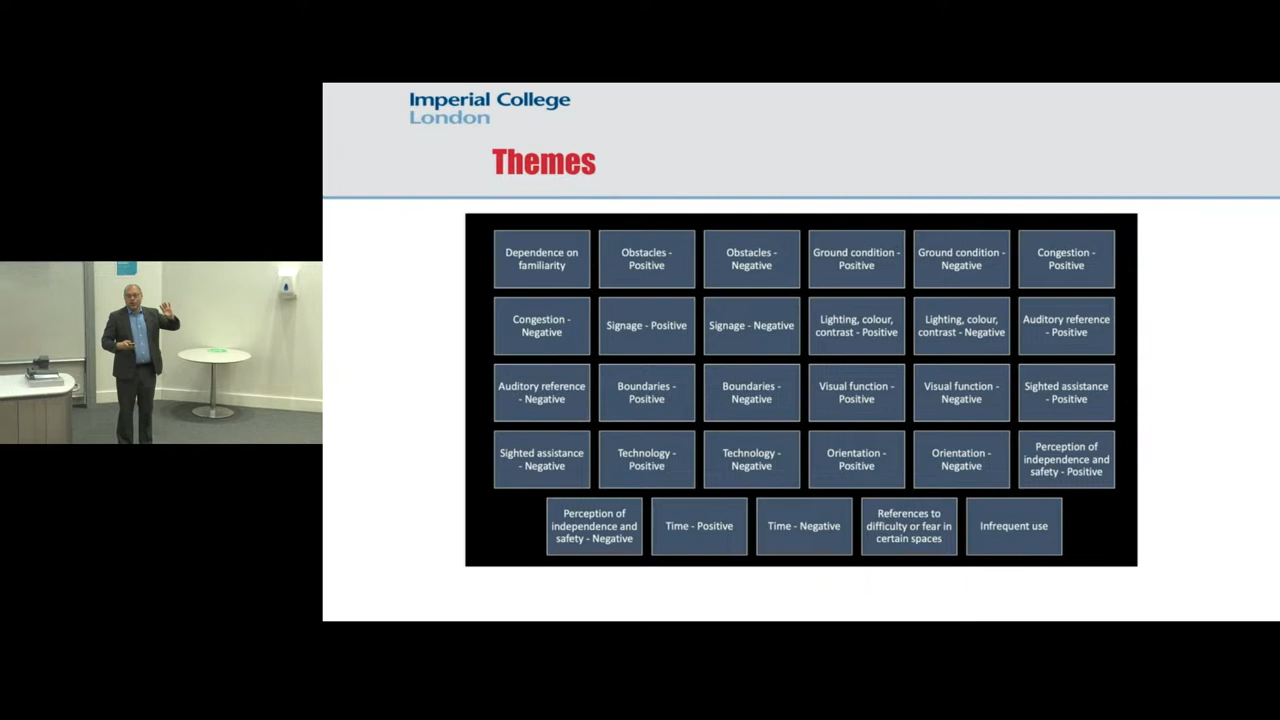 Imperial College
London
Themes
Dependence on
familiarity
Obstacles -
Positive
Obstacles -
Negative
Ground condition -
Positive
Ground condition -
Negative
Congestion -
Positive
Congestion -
Negative
Signage - Positive
Signage - Negative
Lighting, colour,
contrast - Positive
Lighting, colour,
contrast - Negative
Auditory reference
- Positive
Auditory reference
- Negative
Boundaries -
Positive
Boundaries -
Negative
Visual function -
Positive
Visual function -
Negative
Sighted assistance
- Positive
Sighted assistance
- Negative
Technology -
Positive
Technology -
Negative
Orientation -
Positive
Orientation -
Negative
Perception of
independence and
safety - Positive
Perception of
independence and
safety - Negative
Time - Positive
Time - Negative
References to
difficulty or fear in
certain spaces
Infrequent use